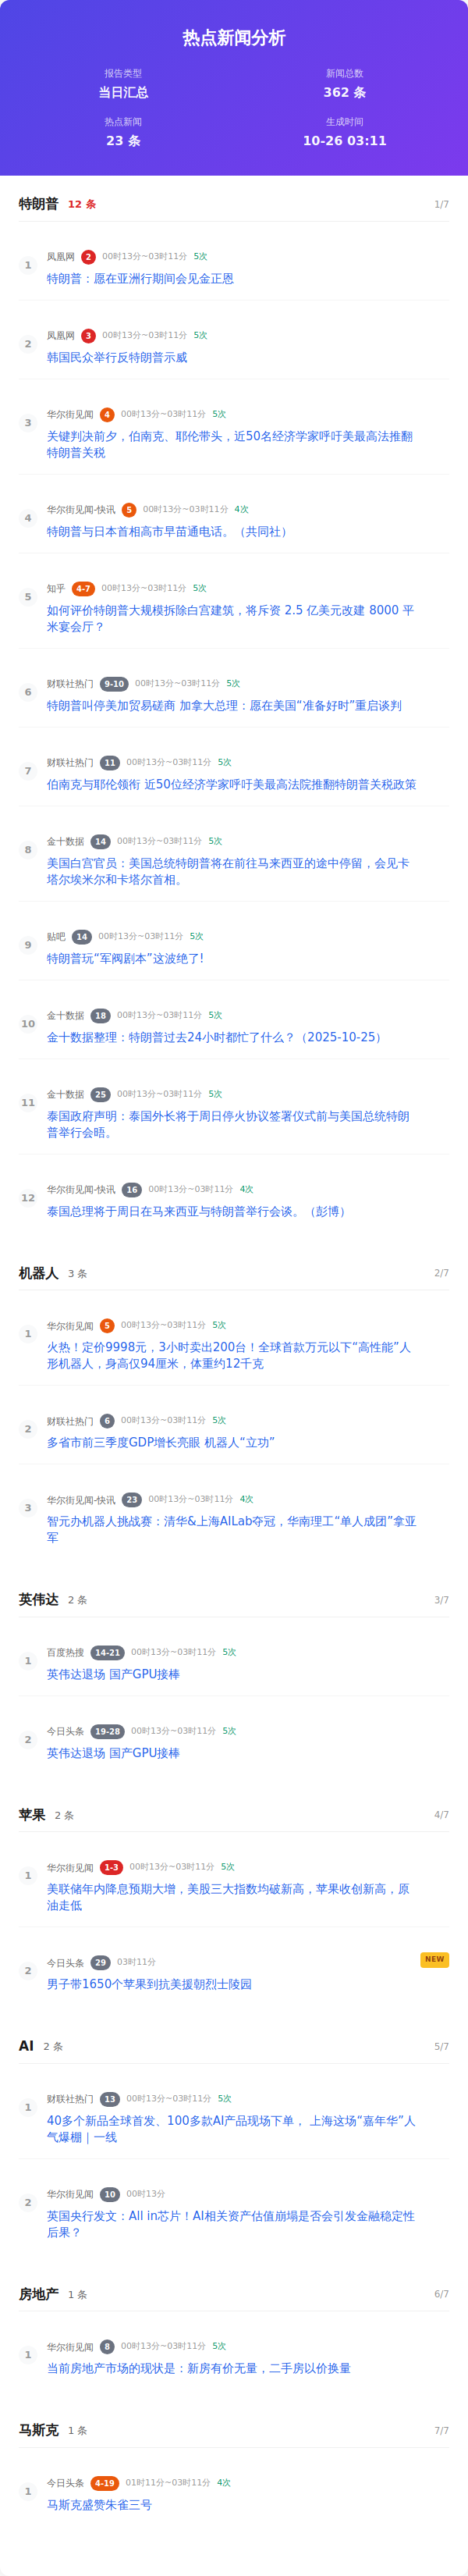 热点新闻分析
报告类型 新闻总数
当日汇总 362 条
热点新闻 生成时间
23 条 10-26 03:11
特朗普 12 条 1/7
1 凤凰网 2 00时13分~03时11分 5次
特朗普：愿在亚洲行期间会见金正恩
2 凤凰网 3 00时13分~03时11分 5次
韩国民众举行反特朗普示威
3 华尔街见闻 4 00时13分~03时11分 5次
关键判决前夕，伯南克、耶伦带头，近50名经济学家呼吁美最高法推翻
特朗普关税
4 华尔街见闻-快讯 5 00时13分~03时11分 4次
特朗普与日本首相高市早苗通电话。（共同社）
5 知乎 4-7 00时13分~03时11分 5次
如何评价特朗普大规模拆除白宫建筑，将斥资 2.5 亿美元改建 8000 平
米宴会厅？
6 财联社热门 9-10 00时13分~03时11分 5次
特朗普叫停美加贸易磋商 加拿大总理：愿在美国“准备好时”重启谈判
7 财联社热门 11 00时13分~03时11分 5次
伯南克与耶伦领衔 近50位经济学家呼吁美最高法院推翻特朗普关税政策
8 金十数据 14 00时13分~03时11分 5次
美国白宫官员：美国总统特朗普将在前往马来西亚的途中停留，会见卡
塔尔埃米尔和卡塔尔首相。
9 贴吧 14 00时13分~03时11分 5次
特朗普玩“军阀剧本”这波绝了!
10 金十数据 18 00时13分~03时11分 5次
金十数据整理：特朗普过去24小时都忙了什么？（2025-10-25）
11 金十数据 25 00时13分~03时11分 5次
泰国政府声明：泰国外长将于周日停火协议签署仪式前与美国总统特朗
普举行会晤。
12 华尔街见闻-快讯 16 00时13分~03时11分 4次
泰国总理将于周日在马来西亚与特朗普举行会谈。（彭博）
机器人 3 条 2/7
1 华尔街见闻 5 00时13分~03时11分 5次
火热！定价9998元，3小时卖出200台！全球首款万元以下“高性能”人
形机器人，身高仅94厘米，体重约12千克
2 财联社热门 6 00时13分~03时11分 5次
多省市前三季度GDP增长亮眼 机器人“立功”
3 华尔街见闻-快讯 23 00时13分~03时11分 4次
智元办机器人挑战赛：清华&上海AILab夺冠，华南理工“单人成团”拿亚
军
英伟达 2 条 3/7
1 百度热搜 14-21 00时13分~03时11分 5次
英伟达退场 国产GPU接棒
2 今日头条 19-28 00时13分~03时11分 5次
英伟达退场 国产GPU接棒
苹果 2 条 4/7
1 华尔街见闻 1-3 00时13分~03时11分 5次
美联储年内降息预期大增，美股三大指数均破新高，苹果收创新高，原
油走低
2 今日头条 29 03时11分 NEW
男子带1650个苹果到抗美援朝烈士陵园
AI 2 条 5/7
1 财联社热门 13 00时13分~03时11分 5次
40多个新品全球首发、100多款AI产品现场下单， 上海这场“嘉年华”人
气爆棚｜一线
2 华尔街见闻 10 00时13分
英国央行发文：All in芯片！AI相关资产估值崩塌是否会引发金融稳定性
后果？
房地产 1 条 6/7
1 华尔街见闻 8 00时13分~03时11分 5次
当前房地产市场的现状是：新房有价无量，二手房以价换量
马斯克 1 条 7/7
1 今日头条 4-19 01时11分~03时11分 4次
马斯克盛赞朱雀三号